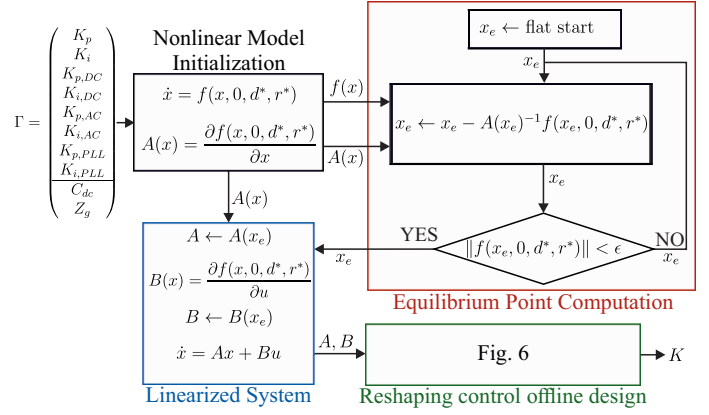 Γ =
K_p
K_i
K_{p,DC}
K_{i,DC}
K_{p,AC}
K_{i,AC}
K_{p,PLL}
K_{i,PLL}
C_{dc}
Z_g
Nonlinear Model
Initialization
ẋ = f(x, 0, d*, r*)
A(x) = ∂f(x, 0, d*, r*) / ∂x
f(x)
A(x)
A(x)
x_e ← flat start
x_e
x_e ← x_e − A(x_e)^{−1} f(x_e, 0, d*, r*)
x_e
‖f(x_e, 0, d*, r*)‖ < ϵ
YES
x_e
NO
x_e
Equilibrium Point Computation
A ← A(x_e)
B(x) = ∂f(x, 0, d*, r*) / ∂u
B ← B(x_e)
ẋ = Ax + Bu
Linearized System
A, B
Fig. 6
K
Reshaping control offline design